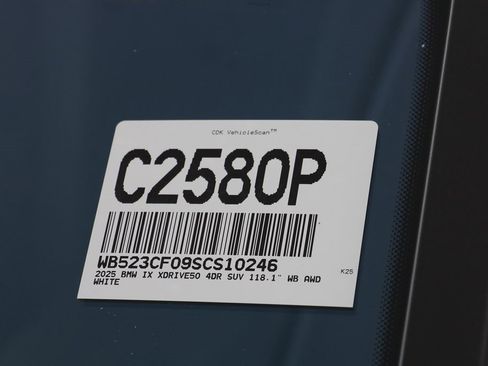 CDK VehicleScan™
C2580P
WB523CF09SCS10246
2025 BMW IX XDRIVE50 4DR SUV 118.1" WB AWD
WHITE
K25